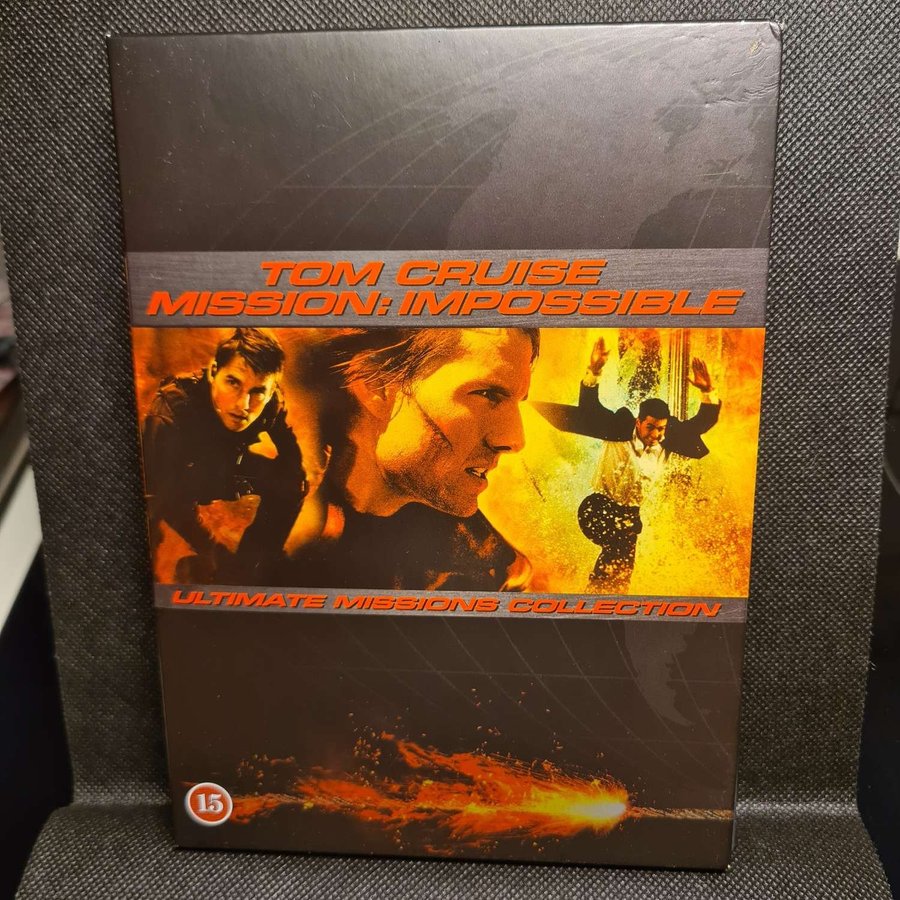 TOM CRUISE
MISSION: IMPOSSIBLE
ULTIMATE MISSIONS COLLECTION
15